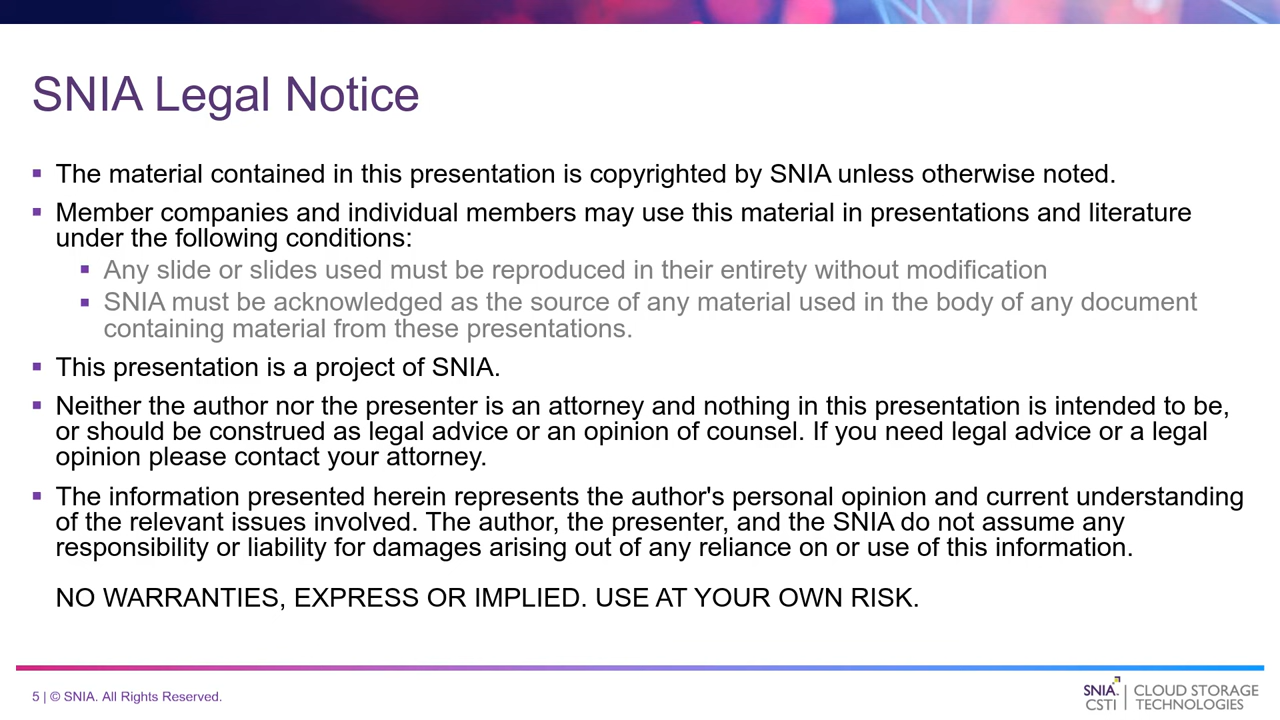 SNIA Legal Notice
▪ The material contained in this presentation is copyrighted by SNIA unless otherwise noted.
▪ Member companies and individual members may use this material in presentations and literature
under the following conditions:
▪ Any slide or slides used must be reproduced in their entirety without modification
▪ SNIA must be acknowledged as the source of any material used in the body of any document
containing material from these presentations.
▪ This presentation is a project of SNIA.
▪ Neither the author nor the presenter is an attorney and nothing in this presentation is intended to be,
or should be construed as legal advice or an opinion of counsel. If you need legal advice or a legal
opinion please contact your attorney.
▪ The information presented herein represents the author's personal opinion and current understanding
of the relevant issues involved. The author, the presenter, and the SNIA do not assume any
responsibility or liability for damages arising out of any reliance on or use of this information.
NO WARRANTIES, EXPRESS OR IMPLIED. USE AT YOUR OWN RISK.
5 | © SNIA. All Rights Reserved.
SNIA. | CLOUD STORAGE
CSTI | TECHNOLOGIES